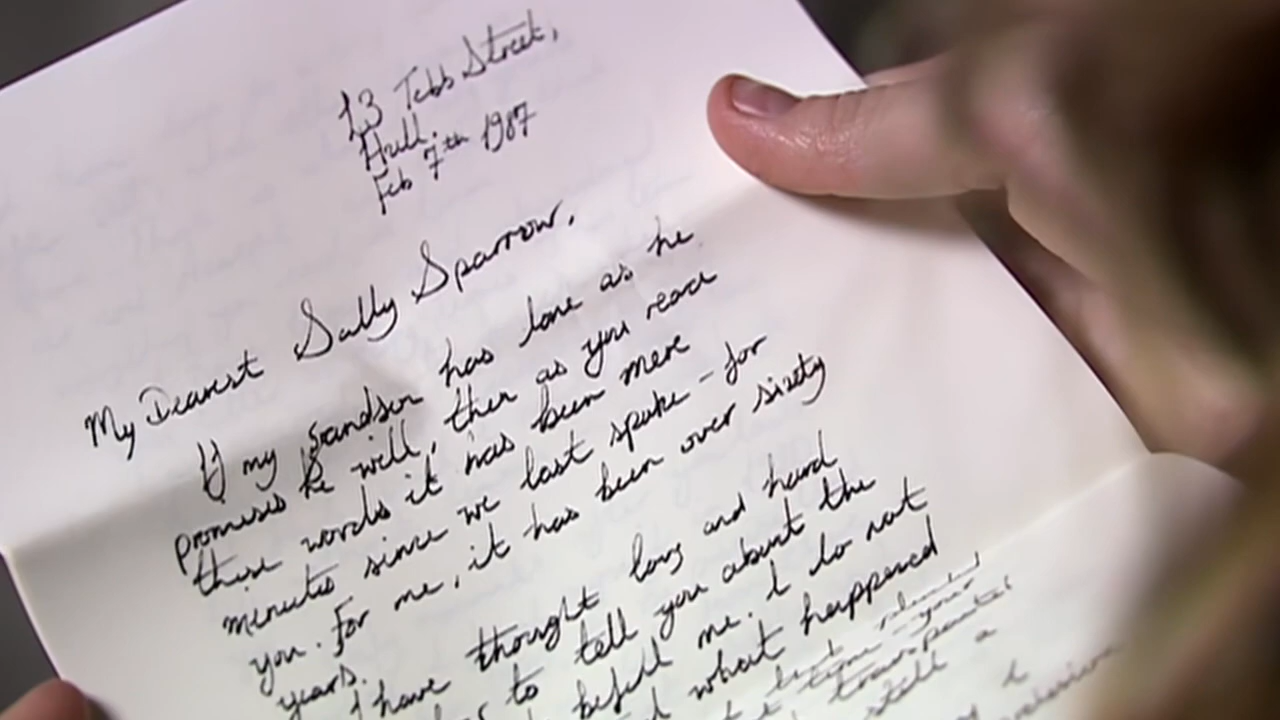 13 Tebb Street,
Hull.
Feb 7th 1987
My Dearest Sally Sparrow,
If my grandson has done as he
promises he will, then as you read
these words it has been mere
minutes since we last spoke - for
you. For me, it has been over sixty
years.
I have thought long and hard
to tell you about the
befell me. I do not
what happened